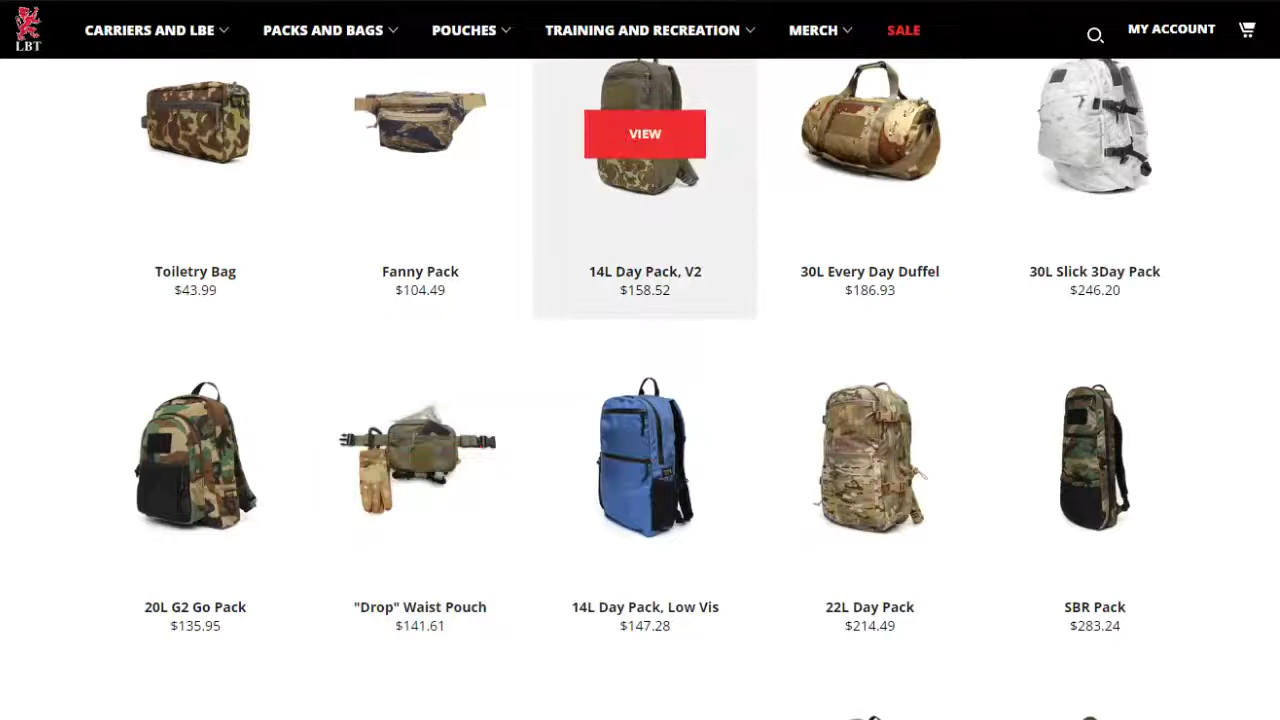 LBT
CARRIERS AND LBE
PACKS AND BAGS
POUCHES
TRAINING AND RECREATION
MERCH
SALE
MY ACCOUNT
VIEW
Toiletry Bag
$43.99
Fanny Pack
$104.49
14L Day Pack, V2
$158.52
30L Every Day Duffel
$186.93
30L Slick 3Day Pack
$246.20
20L G2 Go Pack
$135.95
"Drop" Waist Pouch
$141.61
14L Day Pack, Low Vis
$147.28
22L Day Pack
$214.49
SBR Pack
$283.24